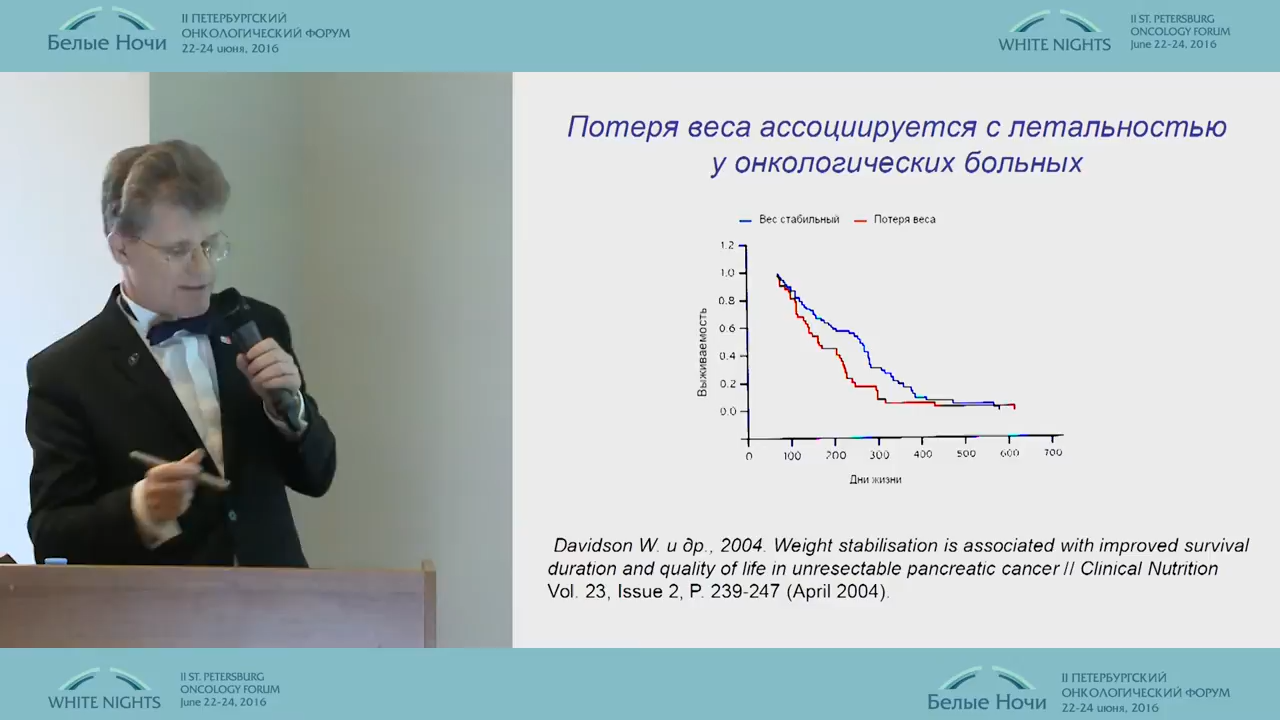 Белые Ночи
II ПЕТЕРБУРГСКИЙ
ОНКОЛОГИЧЕСКИЙ ФОРУМ
22-24 июня, 2016
WHITE NIGHTS
II ST. PETERSBURG
ONCOLOGY FORUM
June 22-24, 2016
Потеря веса ассоциируется с летальностью
у онкологических больных
Вес стабильный
Потеря веса
1.2
1.0
0.8
0.6
0.4
0.2
0.0
Выживаемость
0 100 200 300 400 500 600 700
Дни жизни
Davidson W. и др., 2004. Weight stabilisation is associated with improved survival
duration and quality of life in unresectable pancreatic cancer // Clinical Nutrition
Vol. 23, Issue 2, P. 239-247 (April 2004).
WHITE NIGHTS
II ST. PETERSBURG
ONCOLOGY FORUM
June 22-24, 2016
Белые Ночи
II ПЕТЕРБУРГСКИЙ
ОНКОЛОГИЧЕСКИЙ ФОРУМ
22-24 июня, 2016